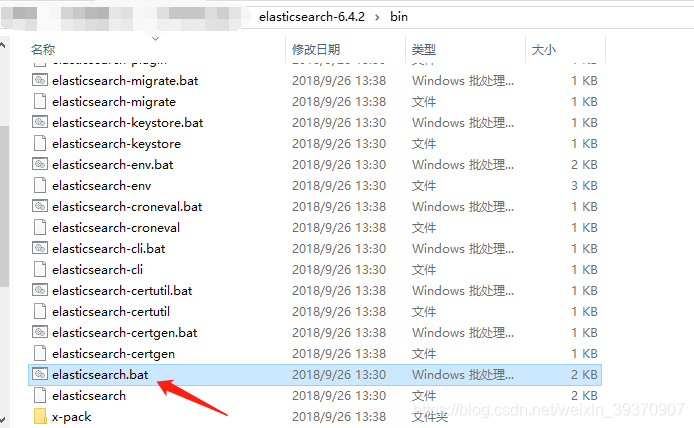 elasticsearch-6.4.2 > bin
名称 修改日期 类型 大小
elasticsearch-plugin 2018/9/26 13:30 文件 1 KB
elasticsearch-migrate.bat 2018/9/26 13:38 Windows 批处理... 1 KB
elasticsearch-migrate 2018/9/26 13:38 文件 1 KB
elasticsearch-keystore.bat 2018/9/26 13:30 Windows 批处理... 1 KB
elasticsearch-keystore 2018/9/26 13:30 文件 1 KB
elasticsearch-env.bat 2018/9/26 13:30 Windows 批处理... 2 KB
elasticsearch-env 2018/9/26 13:30 文件 3 KB
elasticsearch-croneval.bat 2018/9/26 13:38 Windows 批处理... 1 KB
elasticsearch-croneval 2018/9/26 13:38 文件 1 KB
elasticsearch-cli.bat 2018/9/26 13:30 Windows 批处理... 1 KB
elasticsearch-cli 2018/9/26 13:30 文件 1 KB
elasticsearch-certutil.bat 2018/9/26 13:38 Windows 批处理... 1 KB
elasticsearch-certutil 2018/9/26 13:38 文件 1 KB
elasticsearch-certgen.bat 2018/9/26 13:38 Windows 批处理... 1 KB
elasticsearch-certgen 2018/9/26 13:38 文件 1 KB
elasticsearch.bat 2018/9/26 13:30 Windows 批处理... 2 KB
elasticsearch 2018/9/26 13:30 文件 2 KB
x-pack 2018/9/26 13:38 文件夹
https://blog.csdn.net/weixin_39370907